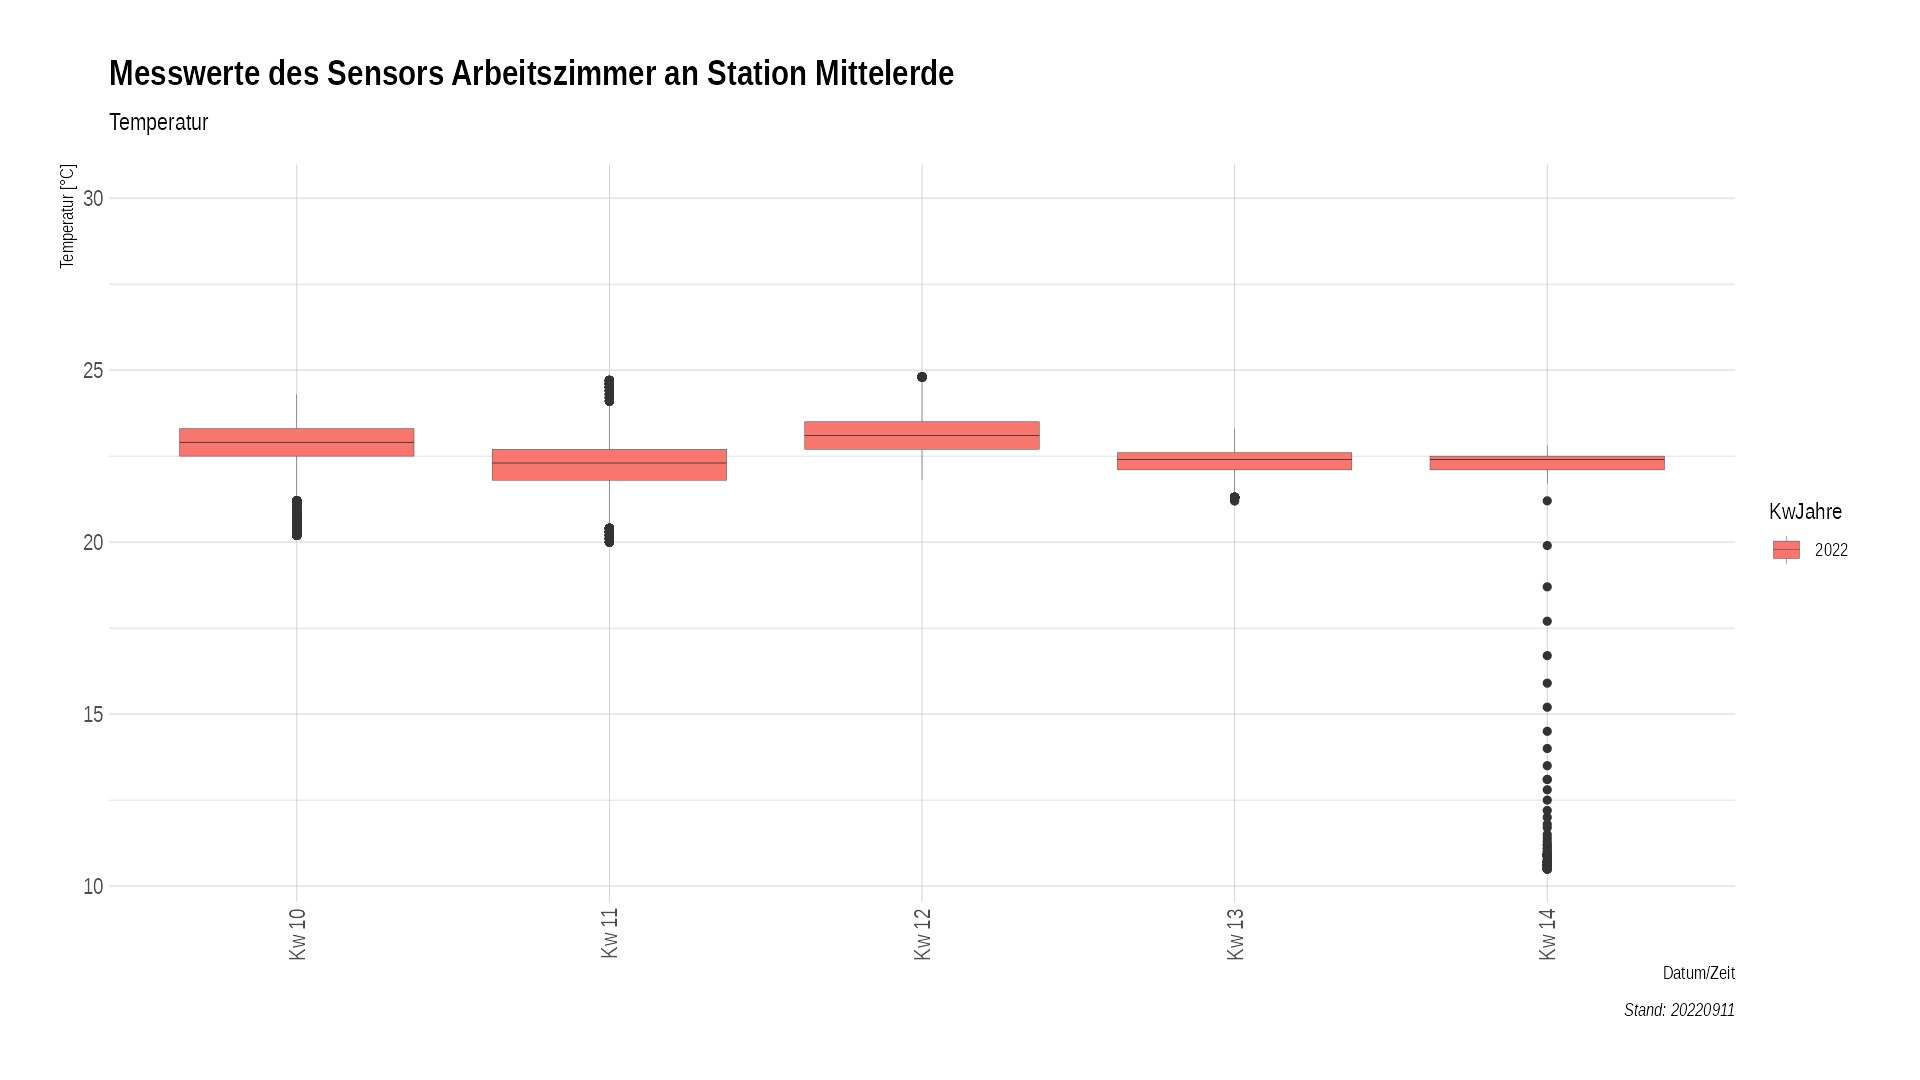 Messwerte des Sensors Arbeitszimmer an Station Mittelerde
Temperatur
Temperatur [°C]
30
25
20
15
10
Kw 10
Kw 11
Kw 12
Kw 13
Kw 14
Datum/Zeit
Stand: 20220911
KwJahre
2022